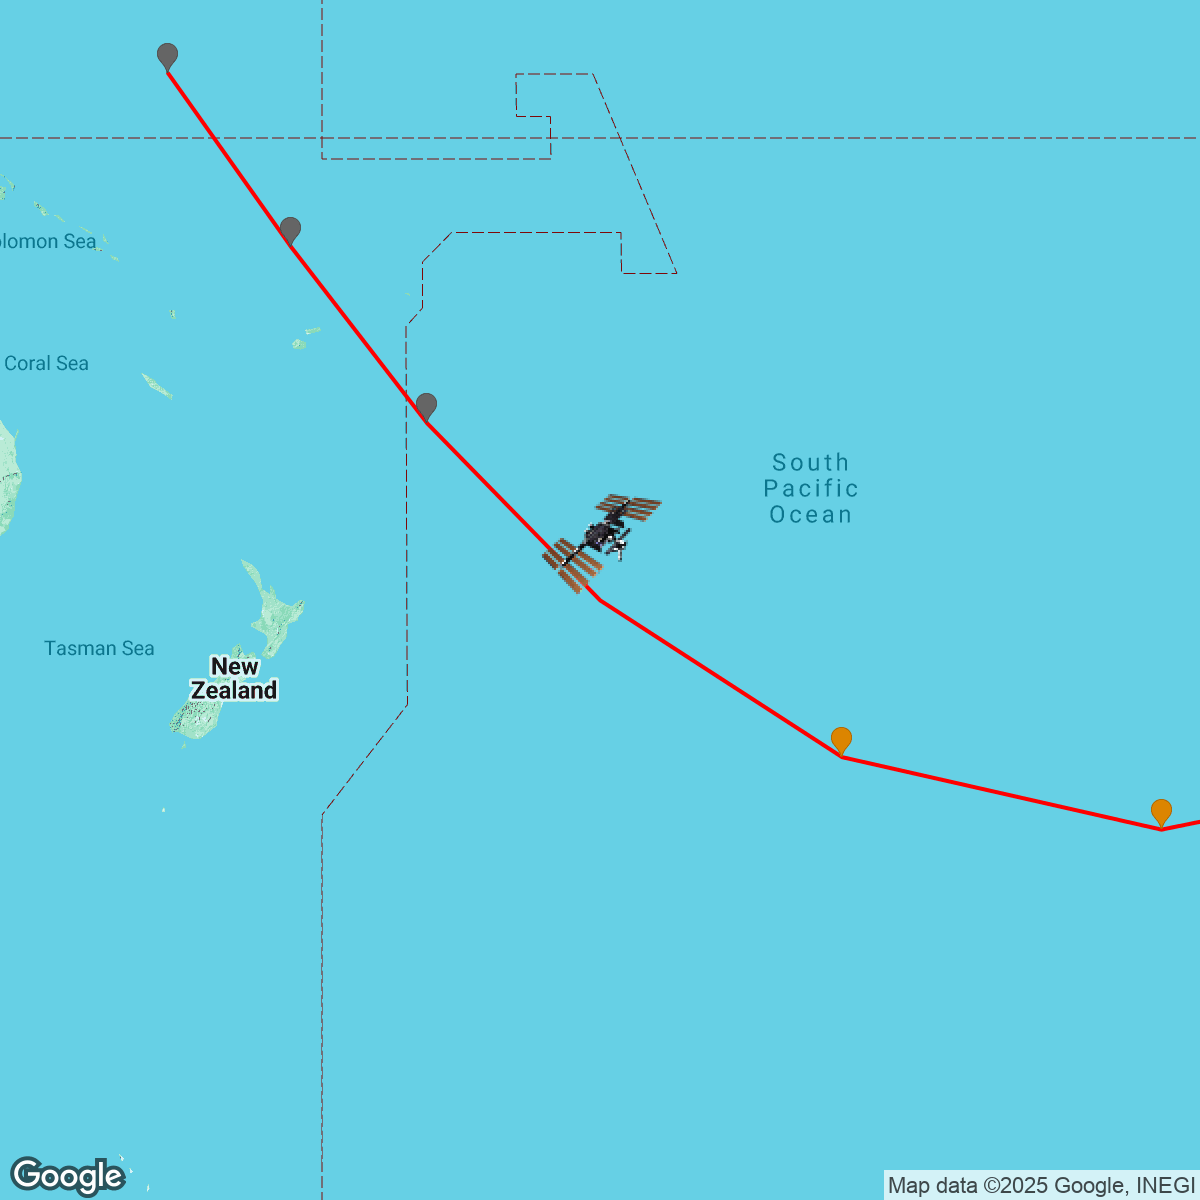 olomon Sea
Coral Sea
South
Pacific
Ocean
Tasman Sea
New
Zealand
Google
Map data ©2025 Google, INEGI